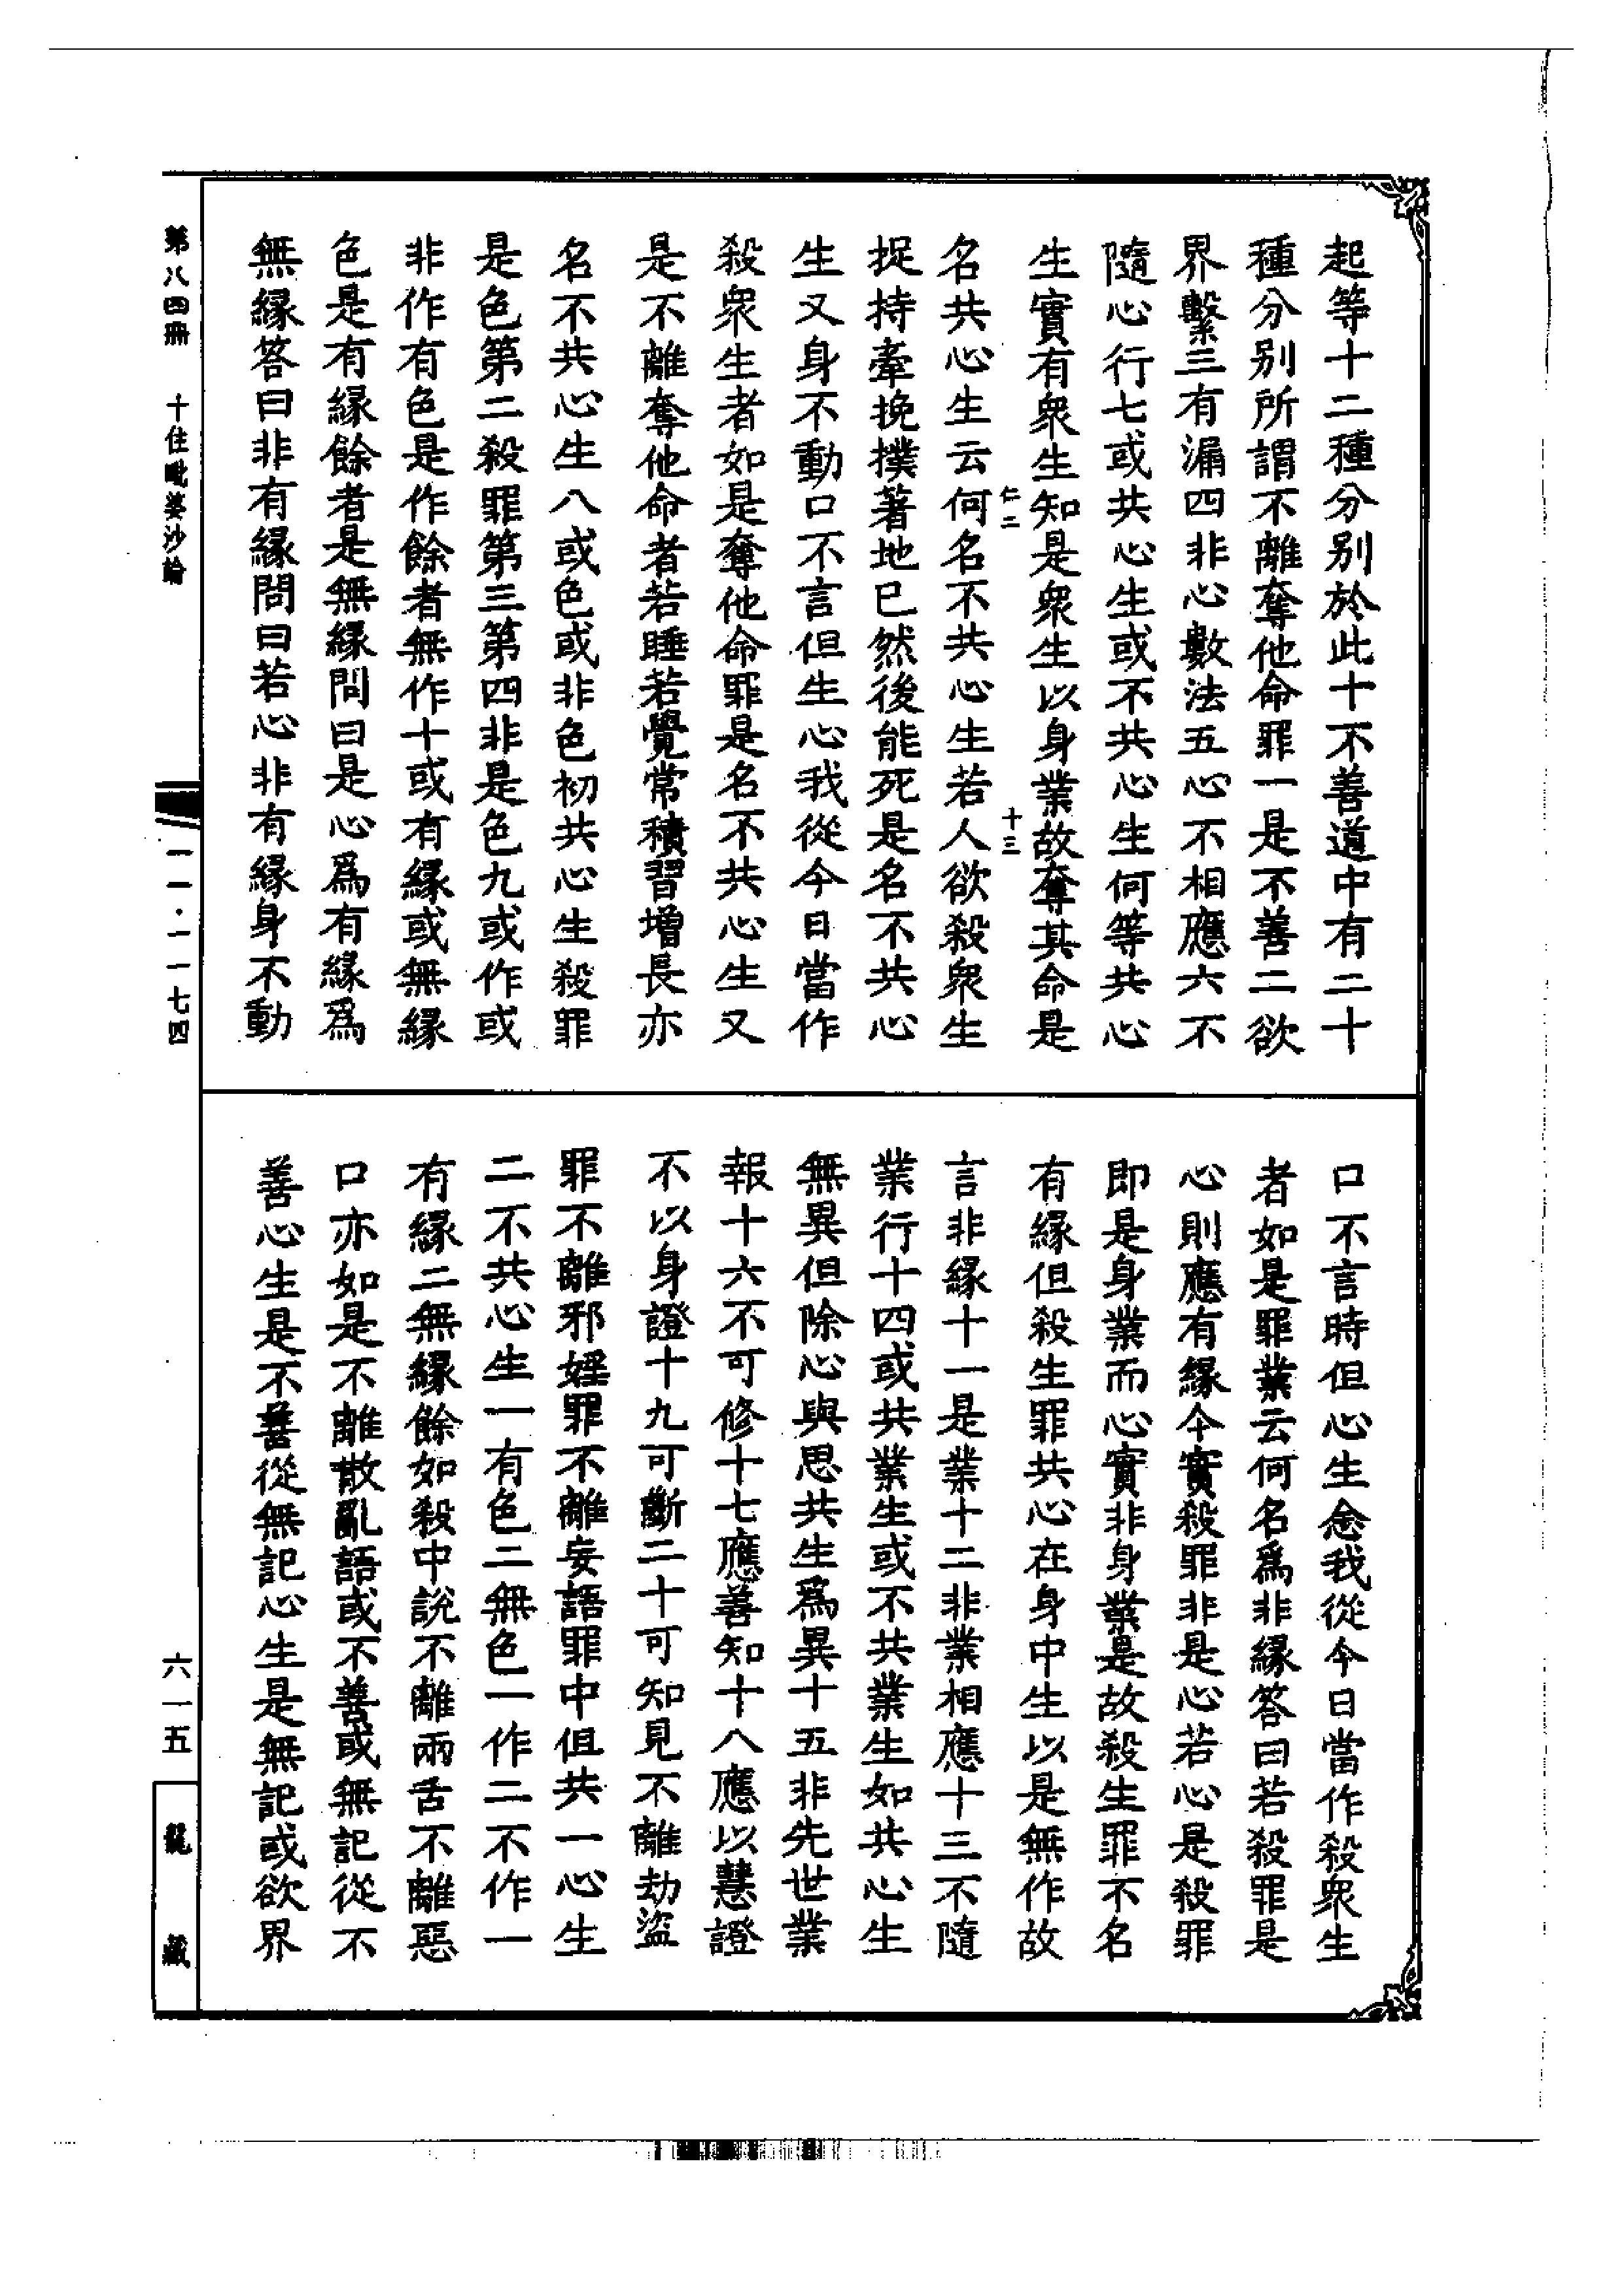 起等十二種分别於此十不善道中有二十
種分别所謂不離奪他命罪一是不善二欲
界繫三有漏四非心數法五心不相應六不
隨心行七或共心生或不共心生何等共心
生實有衆生知是衆生以身業故奪其命是
仁二
十三
名共心生云何名不共心生若人欲殺衆生
捉持牽挽撲著地已然後能死是名不共心
生又身不動口不言但生心我從今日當作
殺衆生者如是奪他命罪是名不共心生又
是不離奪他命者若睡若覺常積習增長亦
名不共心生八或色或非色初共心生殺罪
是色第二殺罪第三第四非是色九或作或
非作有色是作餘者無作十或有緣或無緣
色是有緣餘者是無緣問曰是心爲有緣爲
無緣答曰非有緣問曰若心非有緣身不動
口不言時但心生念我從今日當作殺衆生
者如是罪業云何名爲非緣答曰若殺罪是
心則應有緣今實殺罪非是心若心是殺罪
即是身業而心實非身業是故殺生罪不名
有緣但殺生罪共心在身中生以是無作故
言非緣十一是業十二非業相應十三不隨
業行十四或共業生或不共業生如共心生
無異但除心與思共生爲異十五非先世業
報十六不可修十七應善知十八應以慧證
不以身證十九可斷二十可知見不離劫盜
罪不離邪婬罪不離妄語罪中但共一心生
二不共心生一有色二無色一作二不作一
有緣二無緣餘如殺中說不離兩舌不離惡
口亦如是不離散亂語或不善或無記從不
善心生是不善從無記心生是無記或欲界
第八四冊
十住毗婆沙論
一一·一一七四
六一五
龍藏